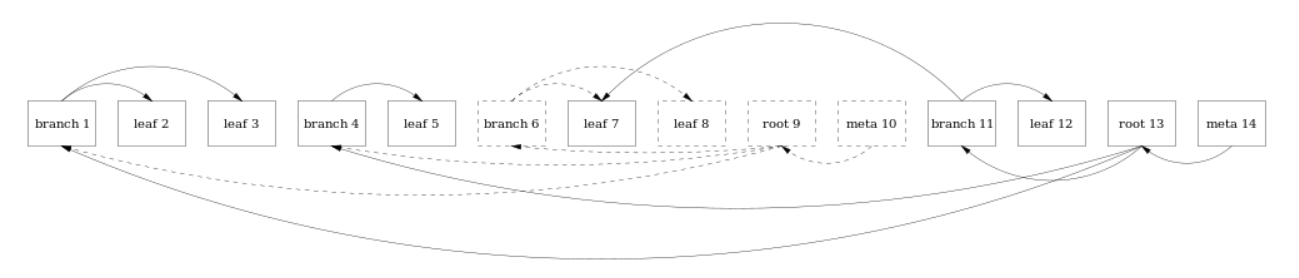 branch 1
leaf 2
leaf 3
branch 4
leaf 5
branch 6
leaf 7
leaf 8
root 9
meta 10
branch 11
leaf 12
root 13
meta 14